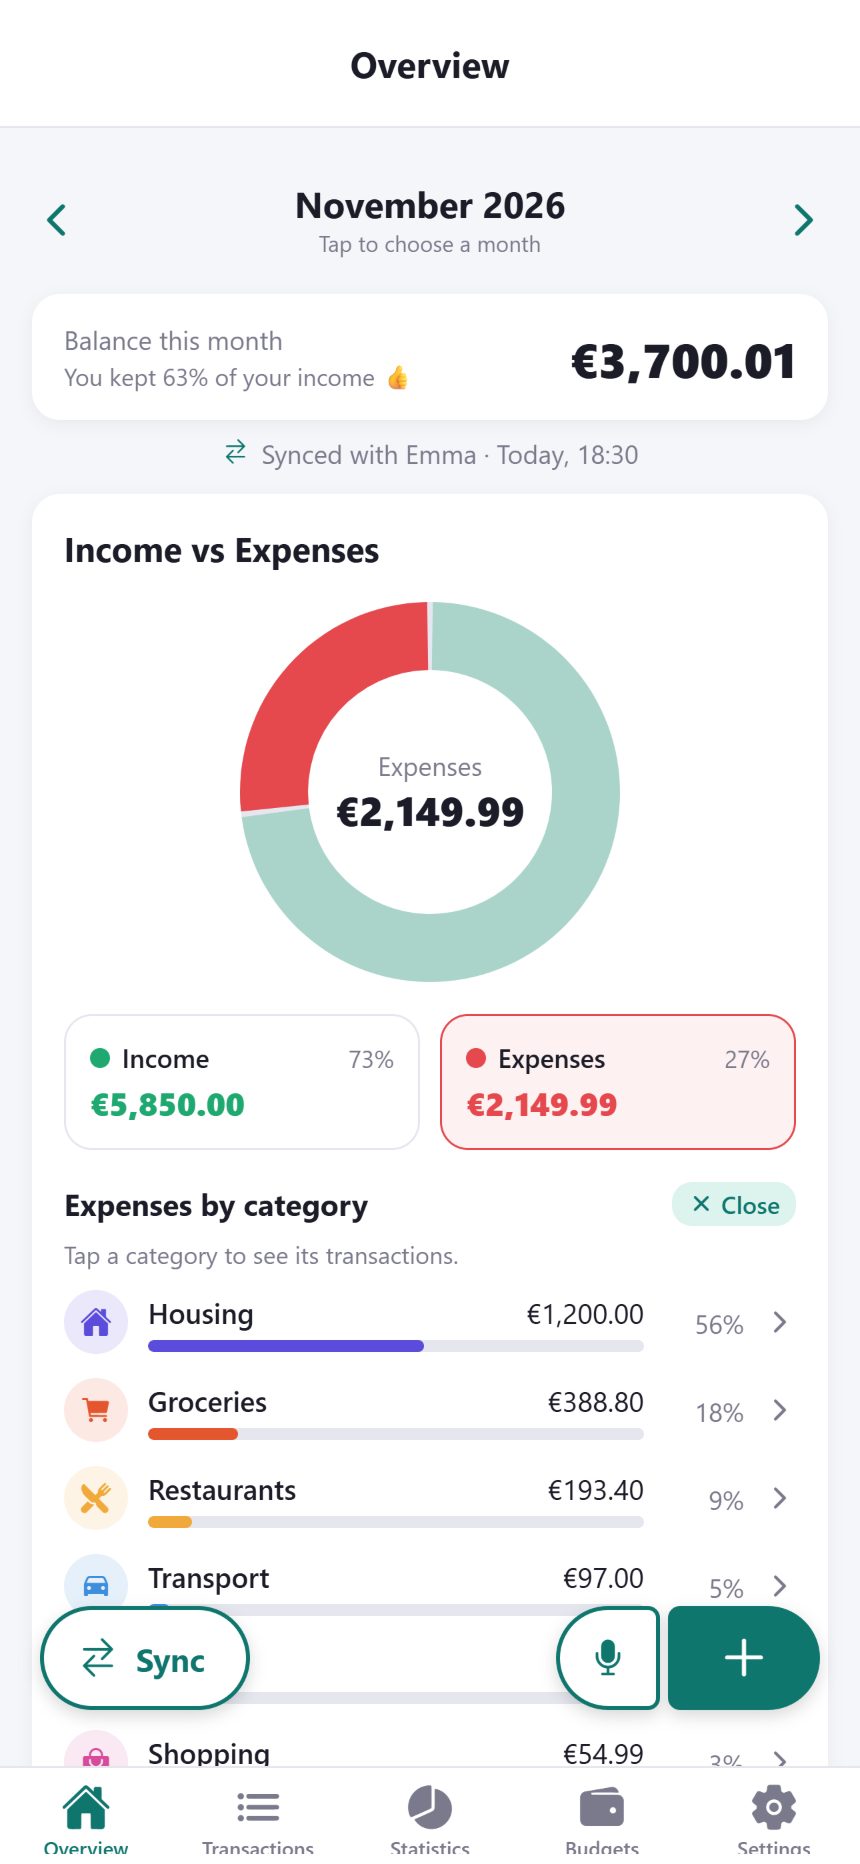 Overview
November 2026
Tap to choose a month
Balance this month
You kept 63% of your income 👍
€3,700.01
Synced with Emma · Today, 18:30
Income vs Expenses
Expenses
€2,149.99
Income 73%
€5,850.00
Expenses 27%
€2,149.99
Expenses by category
Close
Tap a category to see its transactions.
Housing €1,200.00 56%
Groceries €388.80 18%
Restaurants €193.40 9%
Transport €97.00 5%
Sync
Shopping €54.99 3%
Overview
Transactions
Statistics
Budgets
Settings